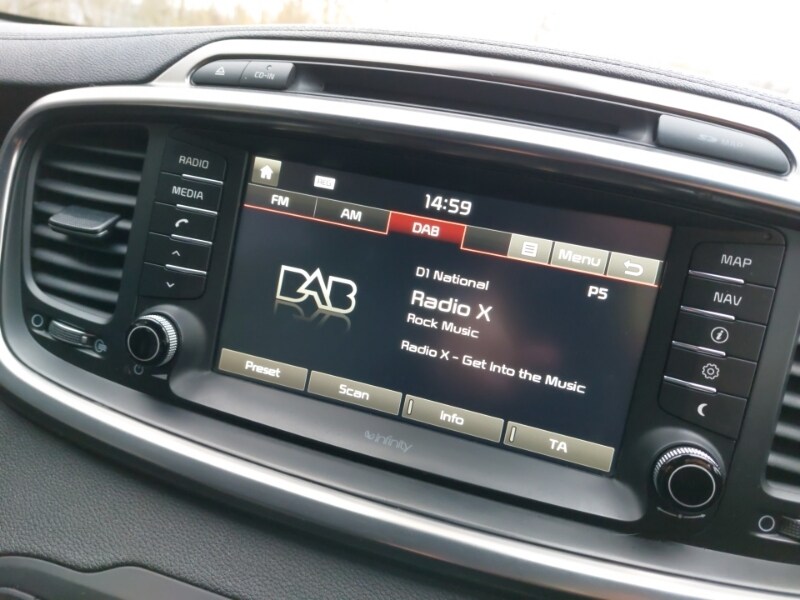 CD-IN
RADIO
MEDIA
14:59
FM AM DAB Menu
D1 National P5
DAB
Radio X
Rock Music
Radio X - Get Into the Music
Preset Scan Info TA
infinity
MAP
NAV